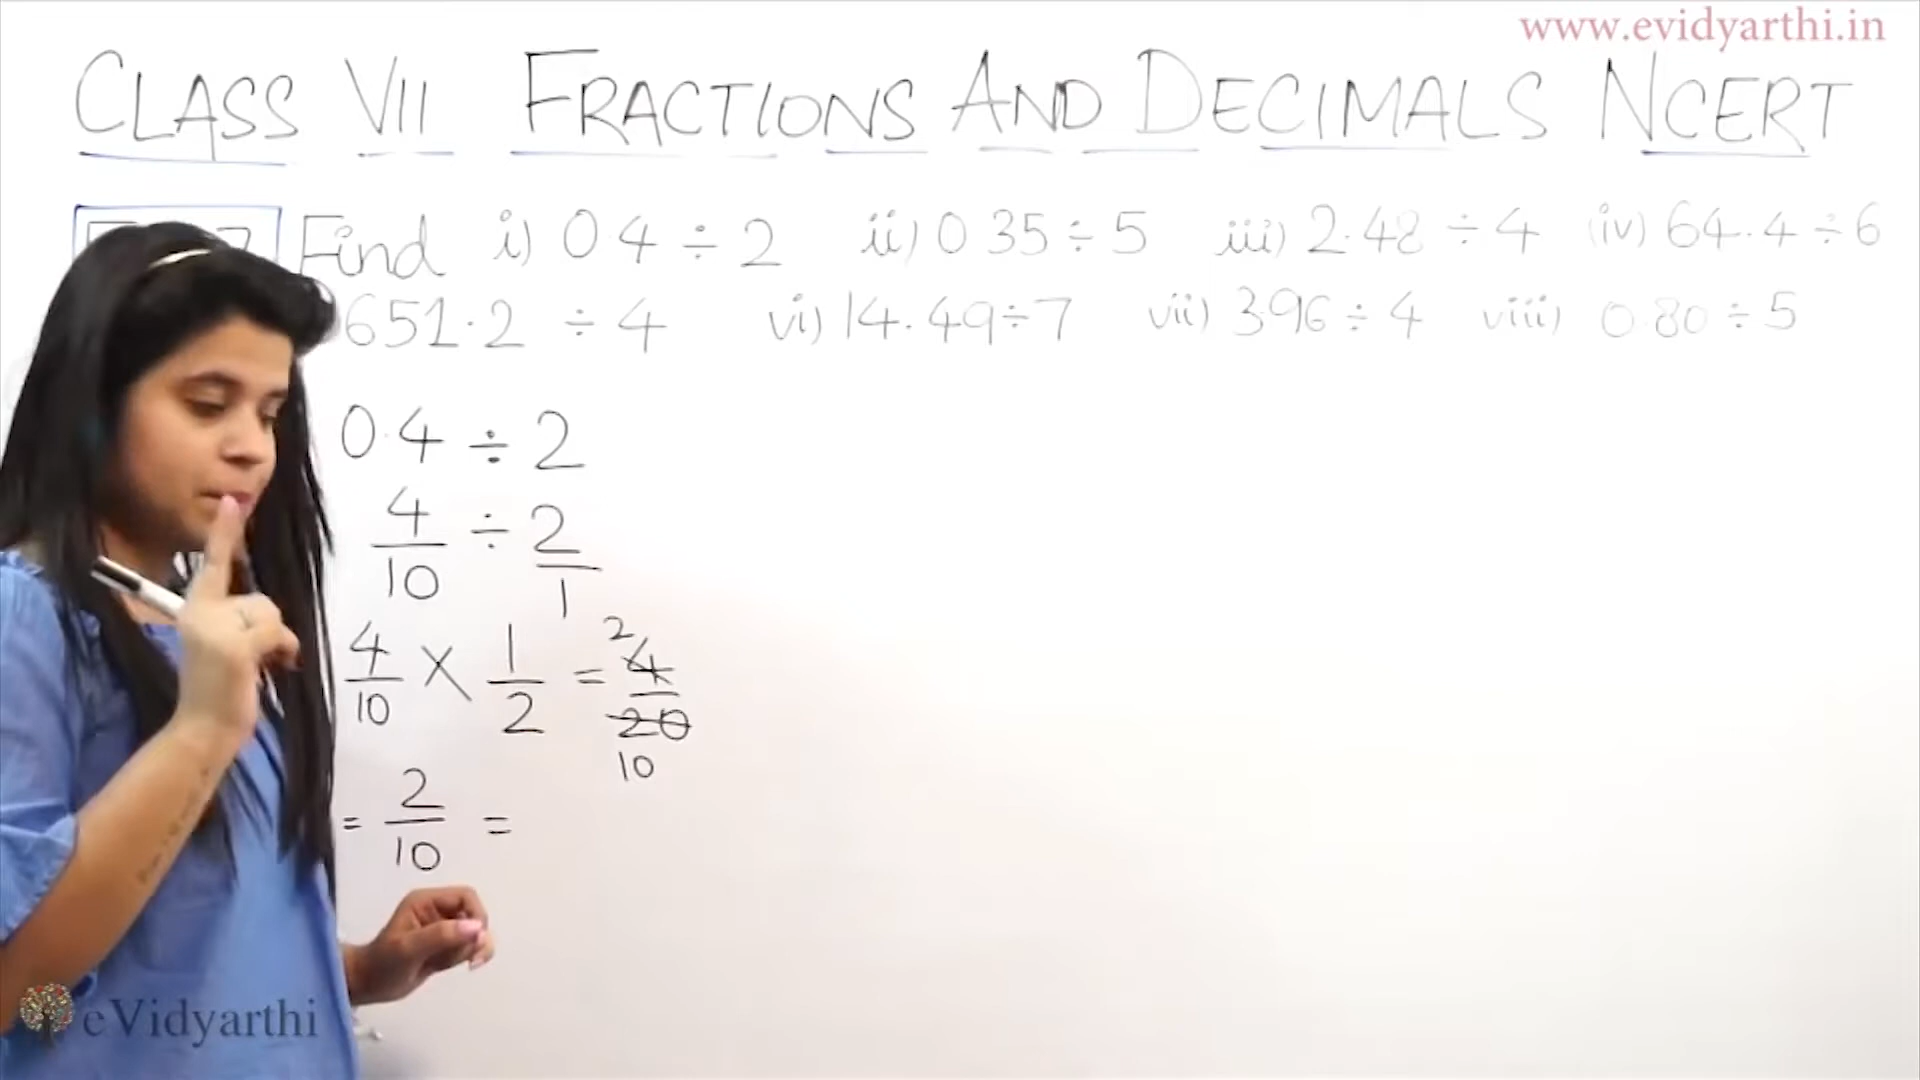 www.evidyarthi.in
CLASS VII FRACTIONS AND DECIMALS NCERT
Find i) 0.4 ÷ 2 ii) 0 35 ÷ 5 iii) 2.48 ÷ 4 (iv) 64.4 ÷ 6
651.2 ÷ 4 vi) 14.49 ÷ 7 vii) 396 ÷ 4 viii) 0.80 ÷ 5
0.4 ÷ 2
4/10 ÷ 2/1
4/10 X 1/2 = 4/20 2 10
= 2/10 =
eVidyarthi